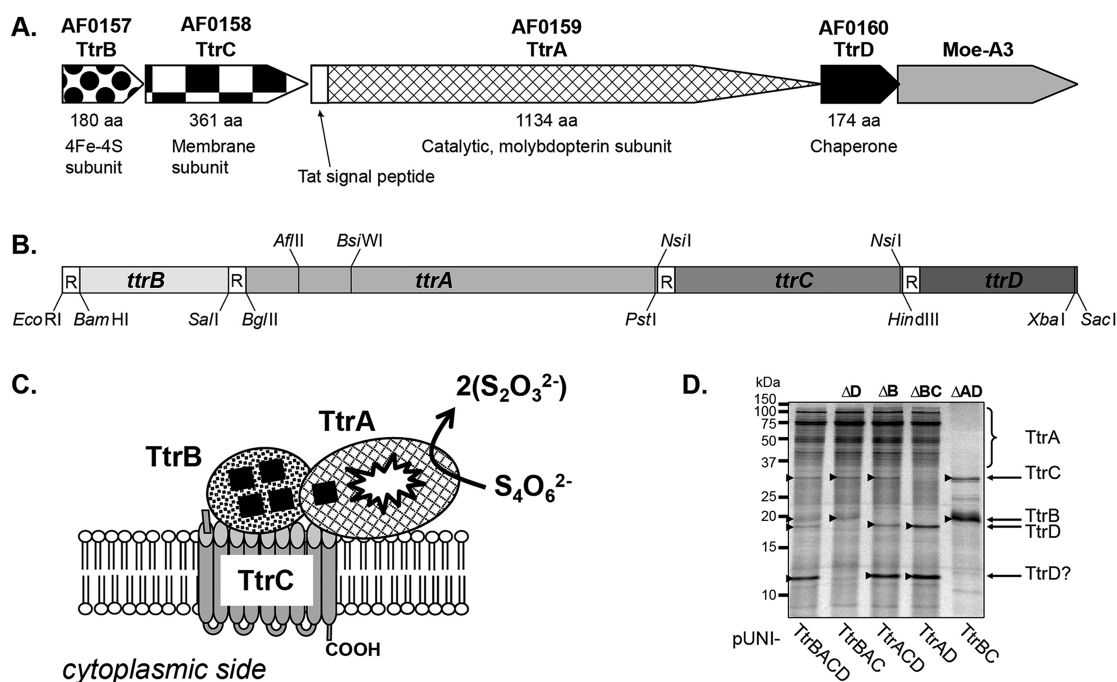 A.
AF0157 AF0158 AF0159 AF0160
TtrB TtrC TtrA TtrD Moe-A3
180 aa 361 aa 1134 aa 174 aa
4Fe-4S subunit
Membrane subunit
Catalytic, molybdopterin subunit
Chaperone
Tat signal peptide
B.
AflII BsiWI NsiI NsiI
R ttrB R ttrA R ttrC R ttrD
EcoRI BamHI SalI BglII PstI HindIII XbaI SacI
C.
2(S₂O₃²⁻)
TtrA
TtrB
S₄O₆²⁻
TtrC
COOH
cytoplasmic side
D.
kDa ΔD ΔB ΔBC ΔAD
150
100
75
50
37
25
20
15
10
TtrA
TtrC
TtrB
TtrD
TtrD?
pUNI- TtrBACD TtrBAC TtrACD TtrAD TtrBC